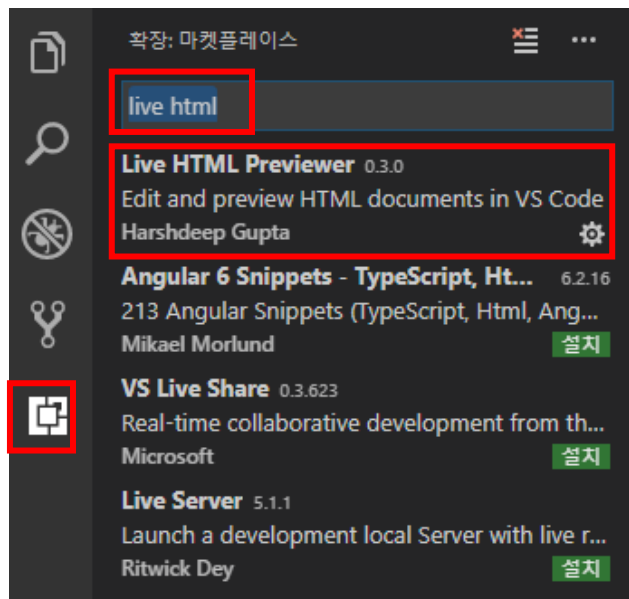 확장: 마켓플레이스
live html
Live HTML Previewer 0.3.0
Edit and preview HTML documents in VS Code
Harshdeep Gupta
Angular 6 Snippets - TypeScript, Ht... 6.2.16
213 Angular Snippets (TypeScript, Html, Ang...
Mikael Morlund 설치
VS Live Share 0.3.623
Real-time collaborative development from th...
Microsoft 설치
Live Server 5.1.1
Launch a development local Server with live r...
Ritwick Dey 설치